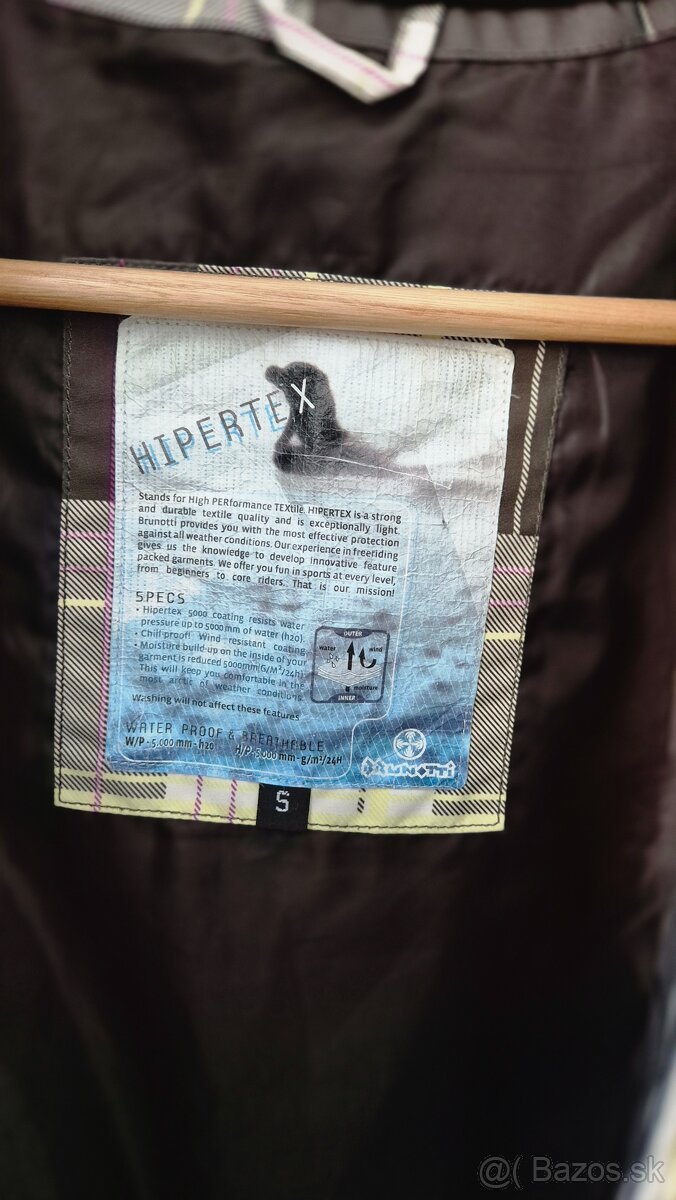 HIPERTEX
Stands for High PERformance TEXtile. HIPERTEX is a strong
and durable textile quality and is exceptionally light.
Brunotti provides you with the most effective protection
against all weather conditions. Our experience in freeriding
gives us the knowledge to develop innovative feature
packed garments. We offer you fun in sports at every level,
from beginners to core riders. That is our mission!
SPECS
• Hipertex 5000 coating resists water
pressure up to 5000mm of water (h20).
• Chill-proof! Wind resistant coating
• Moisture build-up on the inside of your
garment is reduced 5000mm(G/M²/24h)
This will keep you comfortable in the
most arctic of weather conditions
Washing will not affect these features
OUTER
water wind
moisture
INNER
WATER PROOF & BREATHABLE
W/P - 5,000 mm - h20 H/P- 5,000 mm - g/m²/24H
BRUNOTTI
S
@( Bazos.sk